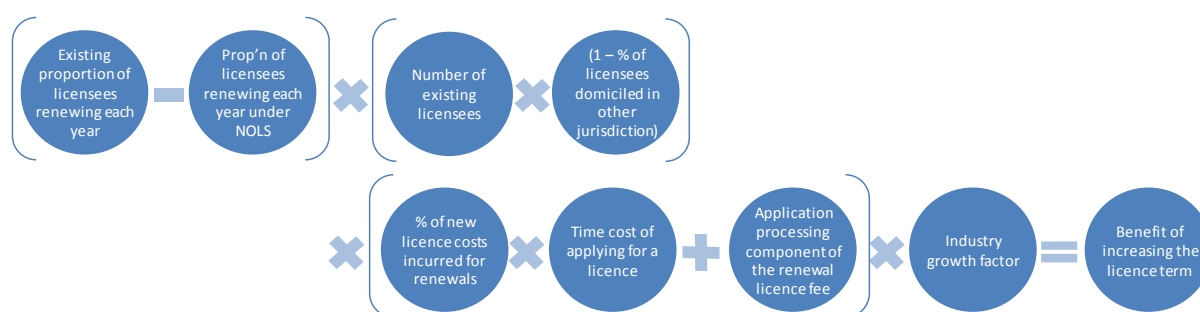 Existing
proportion of
licensees
renewing each
year
Prop'n of
licensees
renewing each
year under
NOLS
Number of
existing
licensees
(1 – % of
licensees
domiciled in
other
jurisdiction)
% of new
licence costs
incurred for
renewals
Time cost of
applying for a
licence
Application
processing
component of
the renewal
licence fee
Industry
growth factor
Benefit of
increasing the
licence term